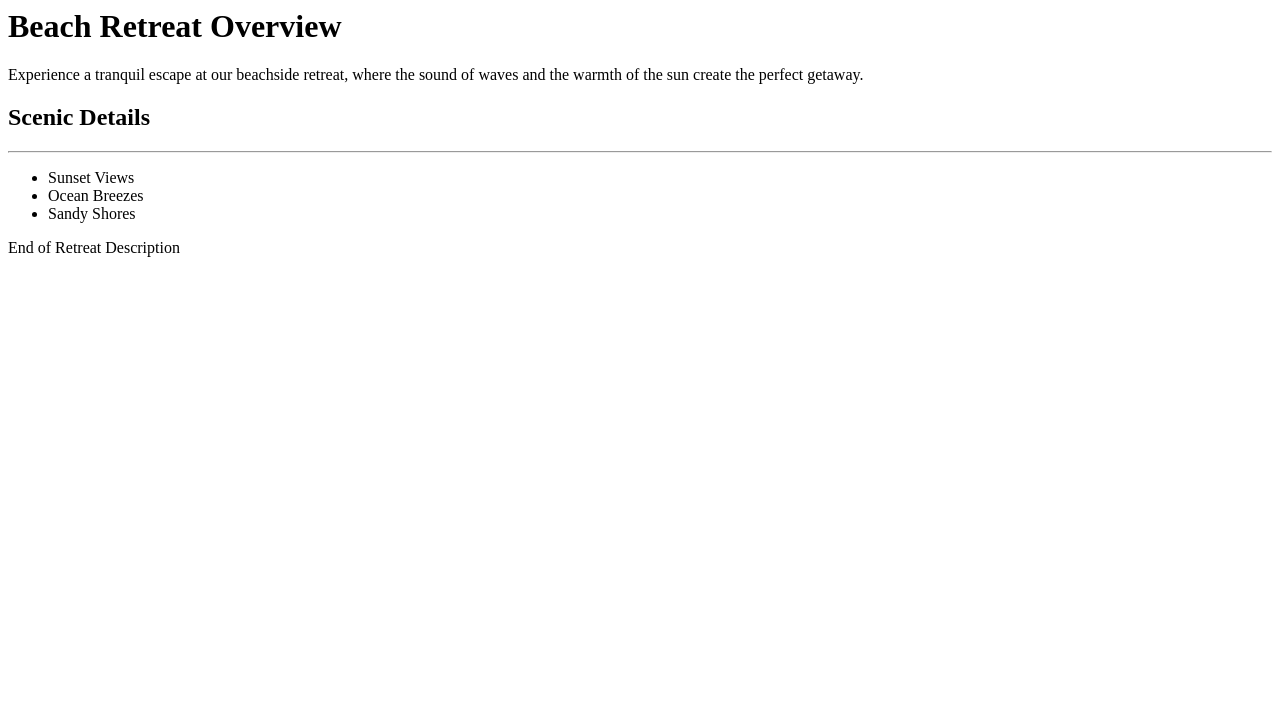 Beach Retreat Overview
Experience a tranquil escape at our beachside retreat, where the sound of waves and the warmth of the sun create the perfect getaway.
Scenic Details
Sunset Views
Ocean Breezes
Sandy Shores
End of Retreat Description